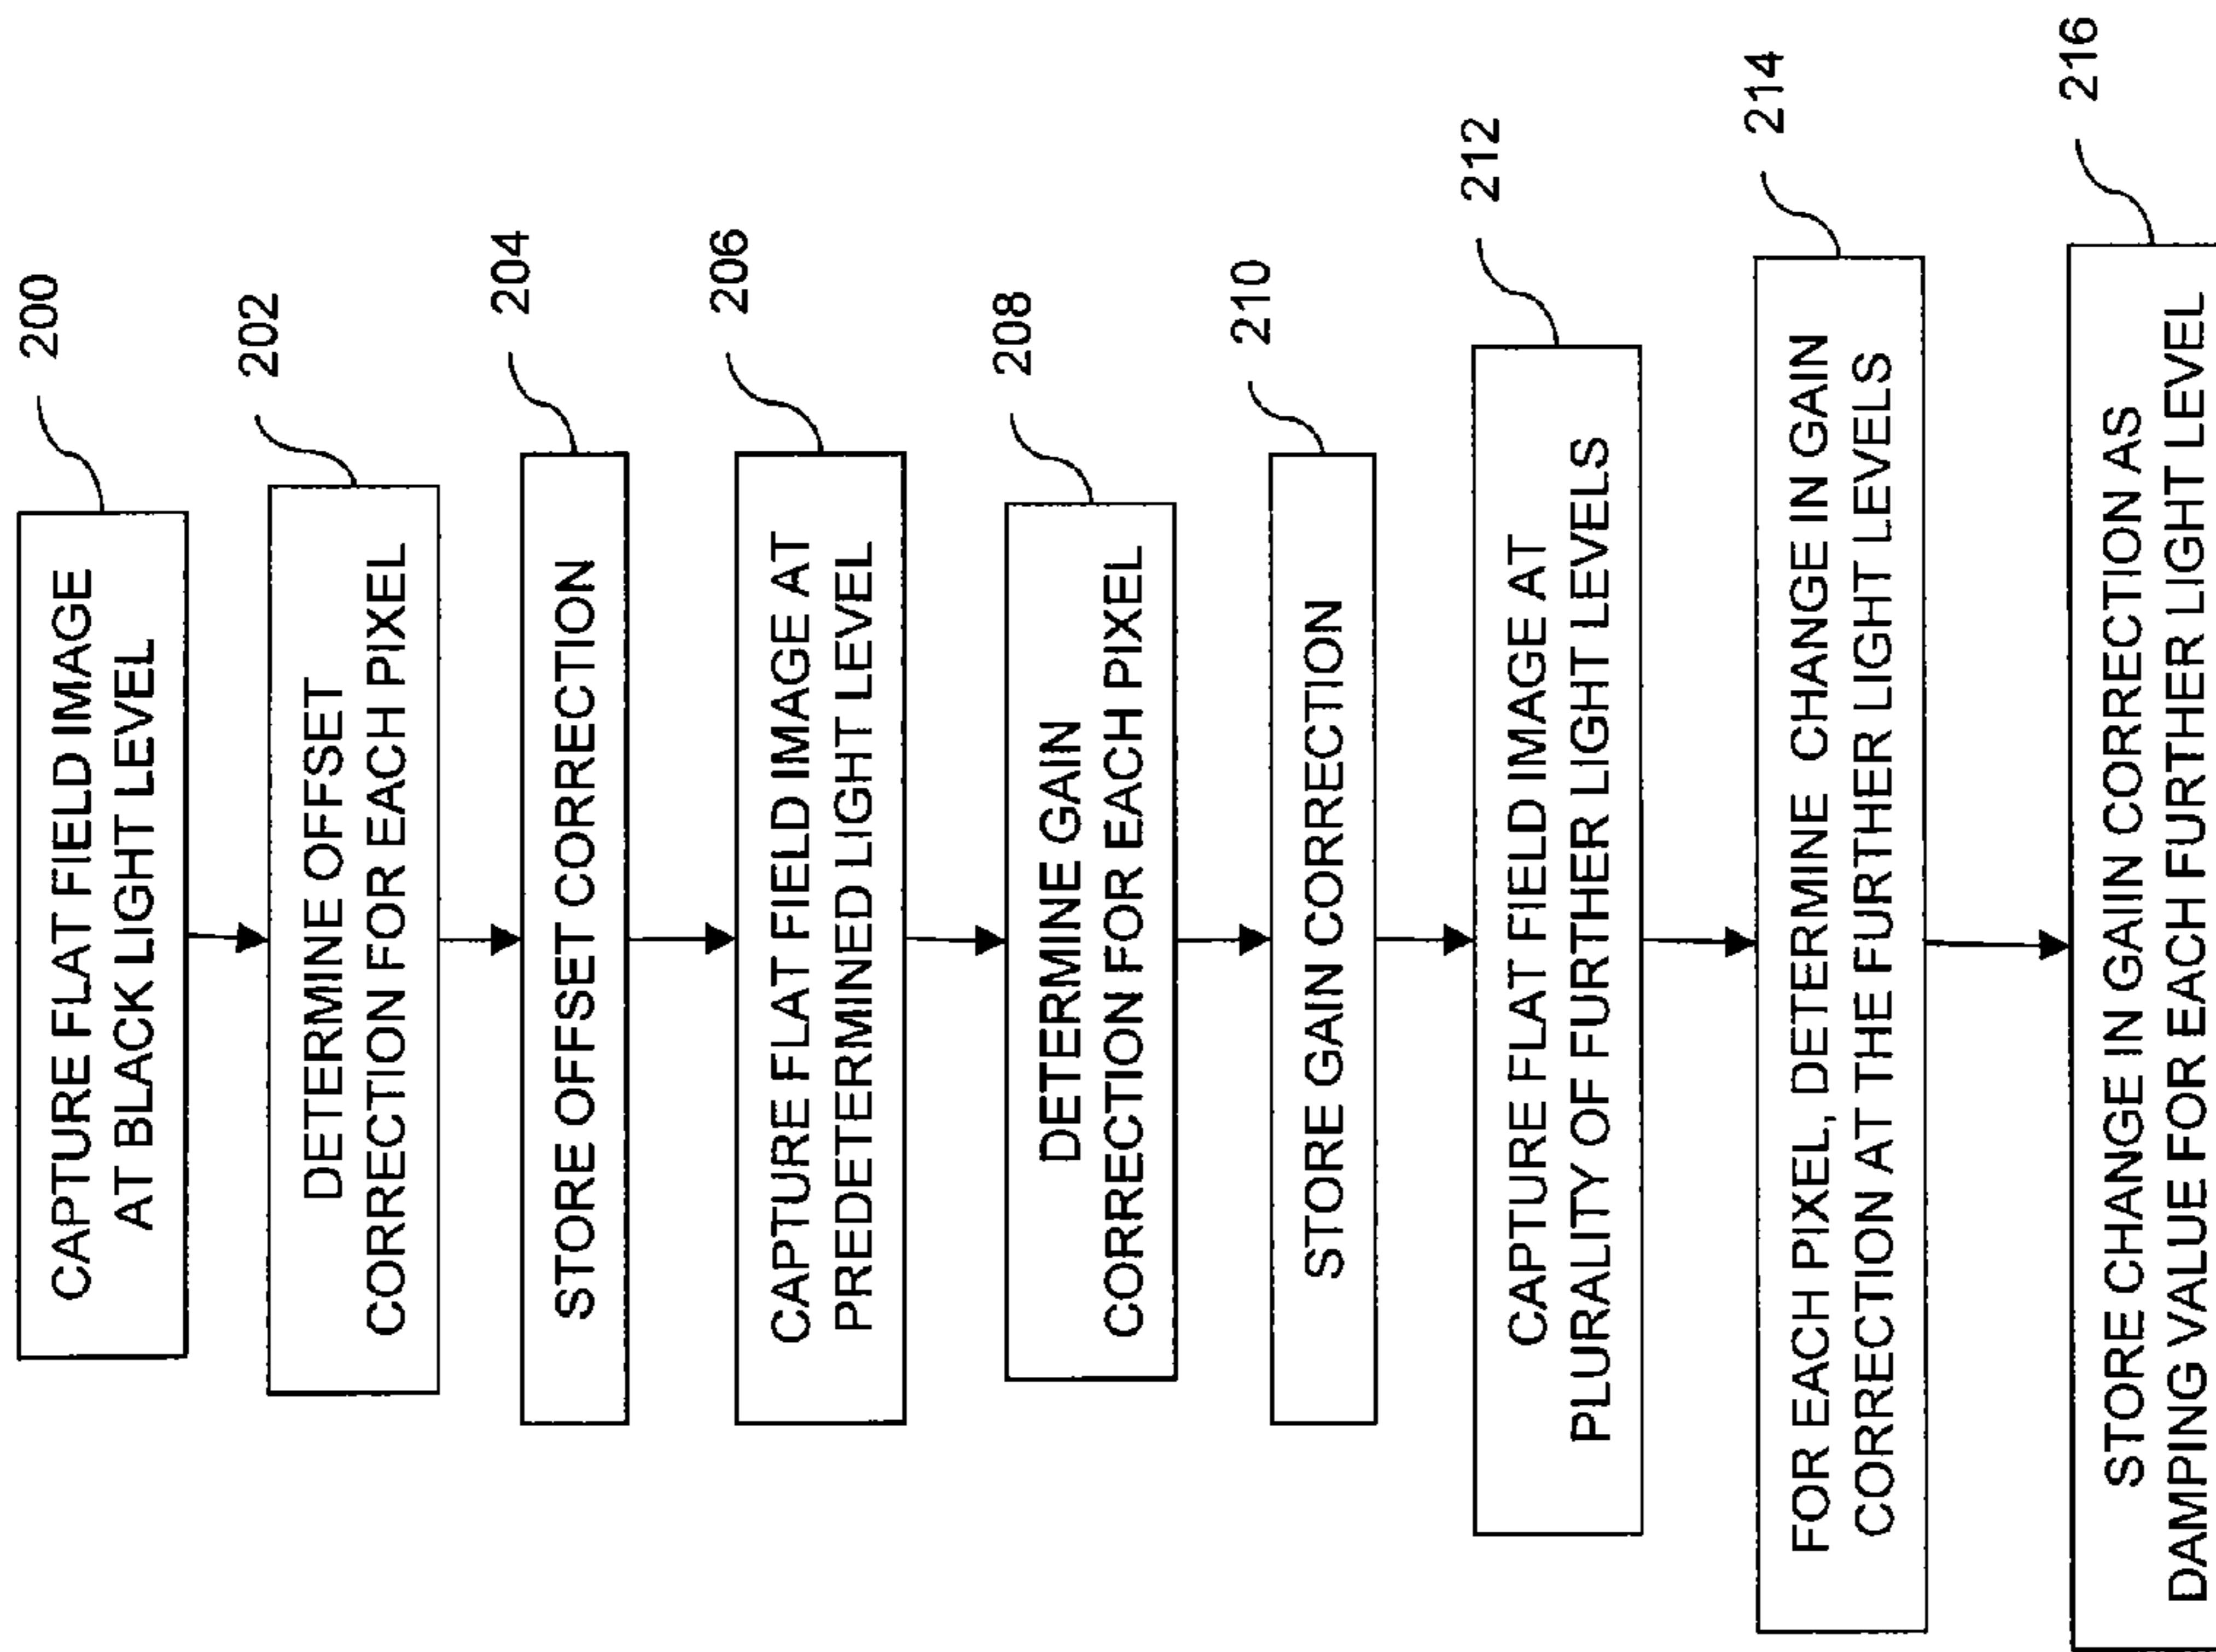 200
CAPTURE FLAT FIELD IMAGE
AT BLACK LIGHT LEVEL
202
DETERMINE OFFSET
CORRECTION FOR EACH PIXEL
204
STORE OFFSET CORRECTION
206
CAPTURE FLAT FIELD IMAGE AT
PREDETERMINED LIGHT LEVEL
208
DETERMINE GAIN
CORRECTION FOR EACH PIXEL
210
STORE GAIN CORRECTION
212
CAPTURE FLAT FIELD IMAGE AT
PLURALITY OF FURTHER LIGHT LEVELS
214
FOR EACH PIXEL, DETERMINE CHANGE IN GAIN
CORRECTION AT THE FURTHER LIGHT LEVELS
216
STORE CHANGE IN GAIIN CORRECTION AS
DAMPING VALUE FOR EACH FURTHER LIGHT LEVEL